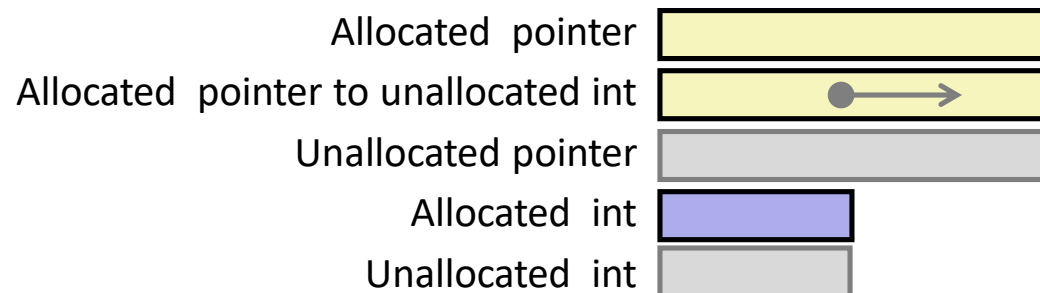 Allocated pointer
Allocated pointer to unallocated int
Unallocated pointer
Allocated int
Unallocated int